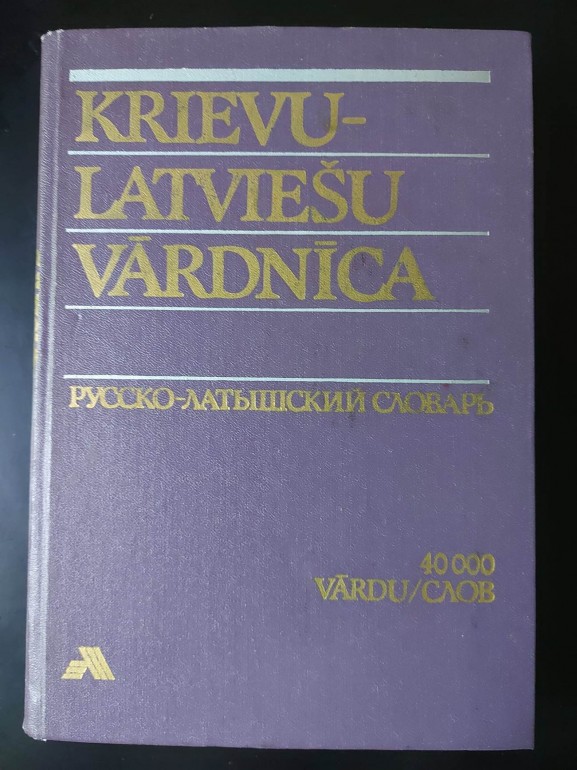 KRIEVU-
LATVIEŠU
VĀRDNĪCA
РУССКО-ЛАТЫШСКИЙ СЛОВАРЬ
40 000
VĀRDU/СЛОВ